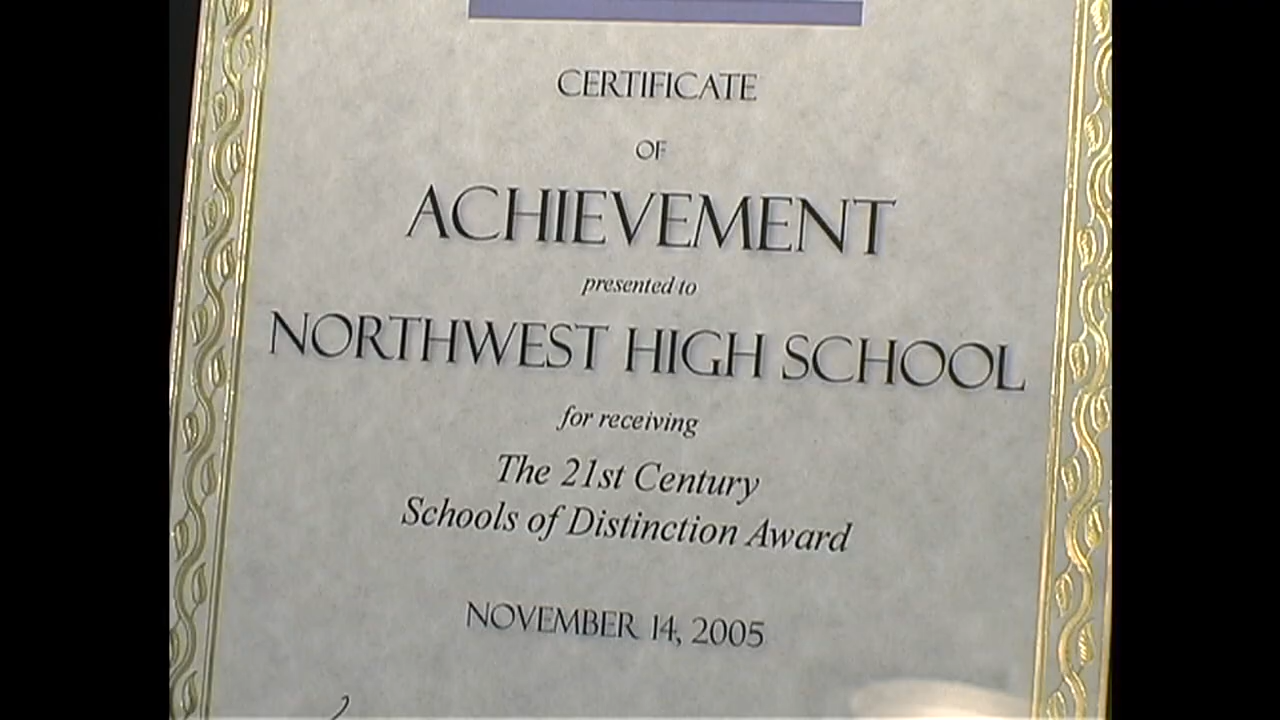 CERTIFICATE
OF
ACHIEVEMENT
presented to
NORTHWEST HIGH SCHOOL
for receiving
The 21st Century
Schools of Distinction Award
NOVEMBER 14, 2005